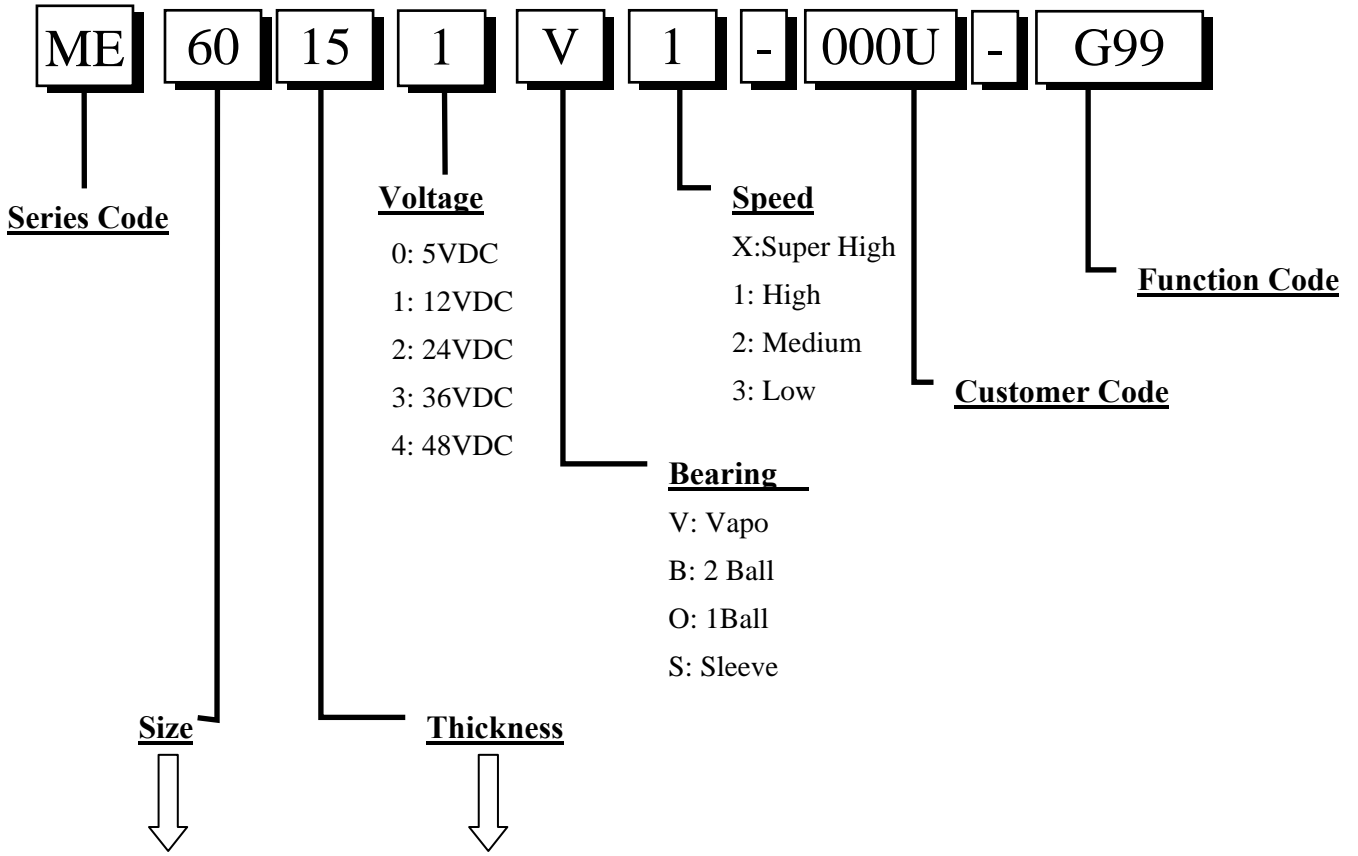 ME 60 15 1 V 1 - 000U - G99
Series Code
Voltage
0: 5VDC
1: 12VDC
2: 24VDC
3: 36VDC
4: 48VDC
Speed
X:Super High
1: High
2: Medium
3: Low
Function Code
Customer Code
Bearing
V: Vapo
B: 2 Ball
O: 1Ball
S: Sleeve
Size
Thickness